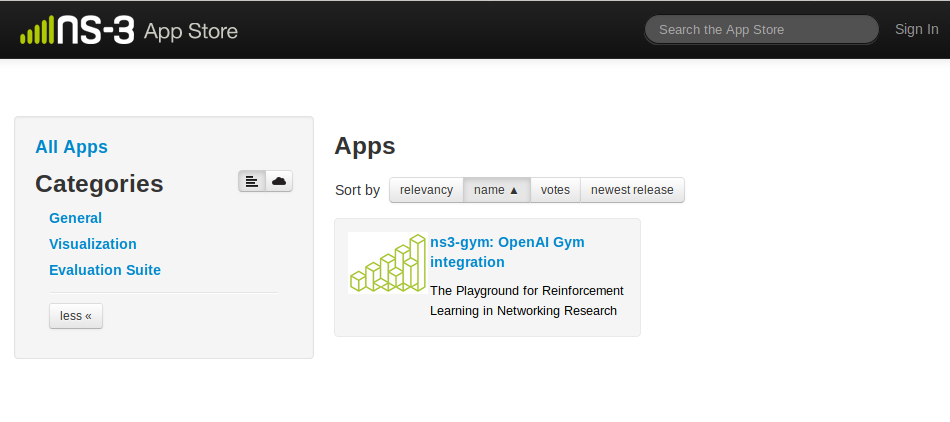 ns-3 App Store
Search the App Store
Sign In
All Apps
Categories
General
Visualization
Evaluation Suite
less «
Apps
Sort by relevancy name ▲ votes newest release
ns3-gym: OpenAI Gym
integration
The Playground for Reinforcement
Learning in Networking Research